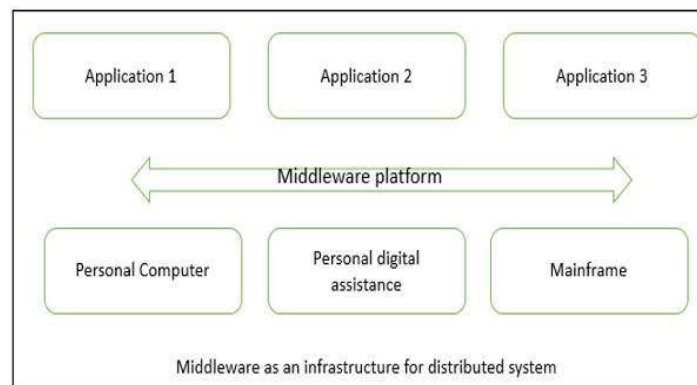 Application 1
Application 2
Application 3
Middleware platform
Personal Computer
Personal digital
assistance
Mainframe
Middleware as an infrastructure for distributed system